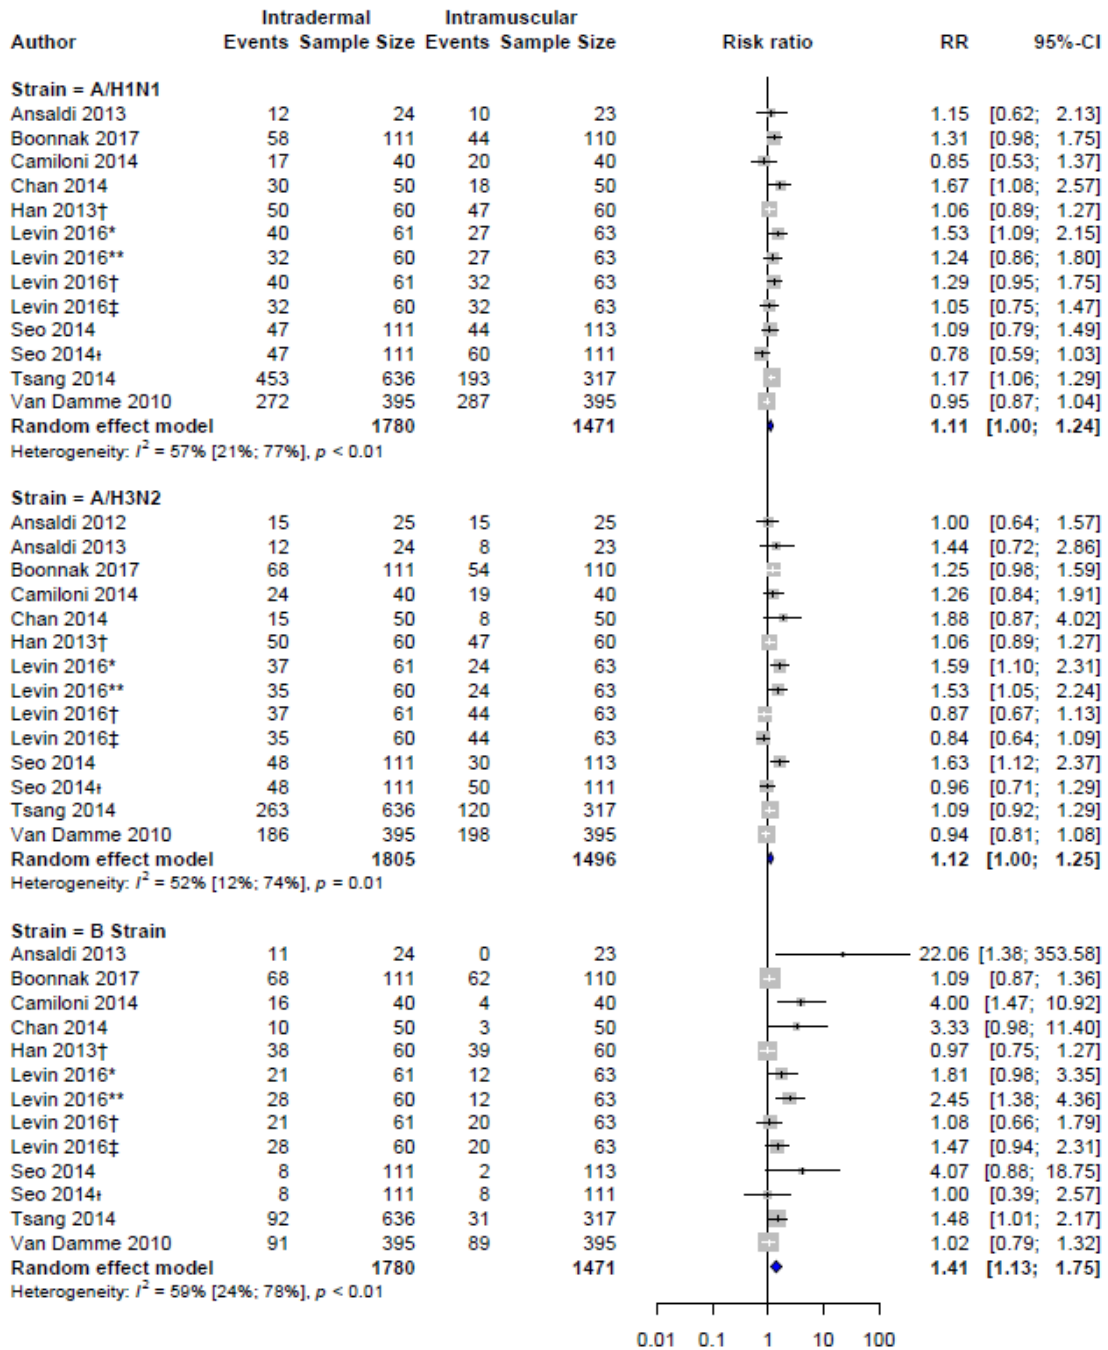 Intradermal Intramuscular
Author Events Sample Size Events Sample Size Risk ratio RR 95%-CI
Strain = A/H1N1
Ansaldi 2013 12 24 10 23 1.15 [0.62; 2.13]
Boonnak 2017 58 111 44 110 1.31 [0.98; 1.75]
Camiloni 2014 17 40 20 40 0.85 [0.53; 1.37]
Chan 2014 30 50 18 50 1.67 [1.08; 2.57]
Han 2013† 50 60 47 60 1.06 [0.89; 1.27]
Levin 2016* 40 61 27 63 1.53 [1.09; 2.15]
Levin 2016** 32 60 27 63 1.24 [0.86; 1.80]
Levin 2016† 40 61 32 63 1.29 [0.95; 1.75]
Levin 2016‡ 32 60 32 63 1.05 [0.75; 1.47]
Seo 2014 47 111 44 113 1.09 [0.79; 1.49]
Seo 2014ƚ 47 111 60 111 0.78 [0.59; 1.03]
Tsang 2014 453 636 193 317 1.17 [1.06; 1.29]
Van Damme 2010 272 395 287 395 0.95 [0.87; 1.04]
Random effect model 1780 1471 1.11 [1.00; 1.24]
Heterogeneity: I² = 57% [21%; 77%], p < 0.01
Strain = A/H3N2
Ansaldi 2012 15 25 15 25 1.00 [0.64; 1.57]
Ansaldi 2013 12 24 8 23 1.44 [0.72; 2.86]
Boonnak 2017 68 111 54 110 1.25 [0.98; 1.59]
Camiloni 2014 24 40 19 40 1.26 [0.84; 1.91]
Chan 2014 15 50 8 50 1.88 [0.87; 4.02]
Han 2013† 50 60 47 60 1.06 [0.89; 1.27]
Levin 2016* 37 61 24 63 1.59 [1.10; 2.31]
Levin 2016** 35 60 24 63 1.53 [1.05; 2.24]
Levin 2016† 37 61 44 63 0.87 [0.67; 1.13]
Levin 2016‡ 35 60 44 63 0.84 [0.64; 1.09]
Seo 2014 48 111 30 113 1.63 [1.12; 2.37]
Seo 2014ƚ 48 111 50 111 0.96 [0.71; 1.29]
Tsang 2014 263 636 120 317 1.09 [0.92; 1.29]
Van Damme 2010 186 395 198 395 0.94 [0.81; 1.08]
Random effect model 1805 1496 1.12 [1.00; 1.25]
Heterogeneity: I² = 52% [12%; 74%], p = 0.01
Strain = B Strain
Ansaldi 2013 11 24 0 23 22.06 [1.38; 353.58]
Boonnak 2017 68 111 62 110 1.09 [0.87; 1.36]
Camiloni 2014 16 40 4 40 4.00 [1.47; 10.92]
Chan 2014 10 50 3 50 3.33 [0.98; 11.40]
Han 2013† 38 60 39 60 0.97 [0.75; 1.27]
Levin 2016* 21 61 12 63 1.81 [0.98; 3.35]
Levin 2016** 28 60 12 63 2.45 [1.38; 4.36]
Levin 2016† 21 61 20 63 1.08 [0.66; 1.79]
Levin 2016‡ 28 60 20 63 1.47 [0.94; 2.31]
Seo 2014 8 111 2 113 4.07 [0.88; 18.75]
Seo 2014ƚ 8 111 8 111 1.00 [0.39; 2.57]
Tsang 2014 92 636 31 317 1.48 [1.01; 2.17]
Van Damme 2010 91 395 89 395 1.02 [0.79; 1.32]
Random effect model 1780 1471 1.41 [1.13; 1.75]
Heterogeneity: I² = 59% [24%; 78%], p < 0.01
0.01 0.1 1 10 100